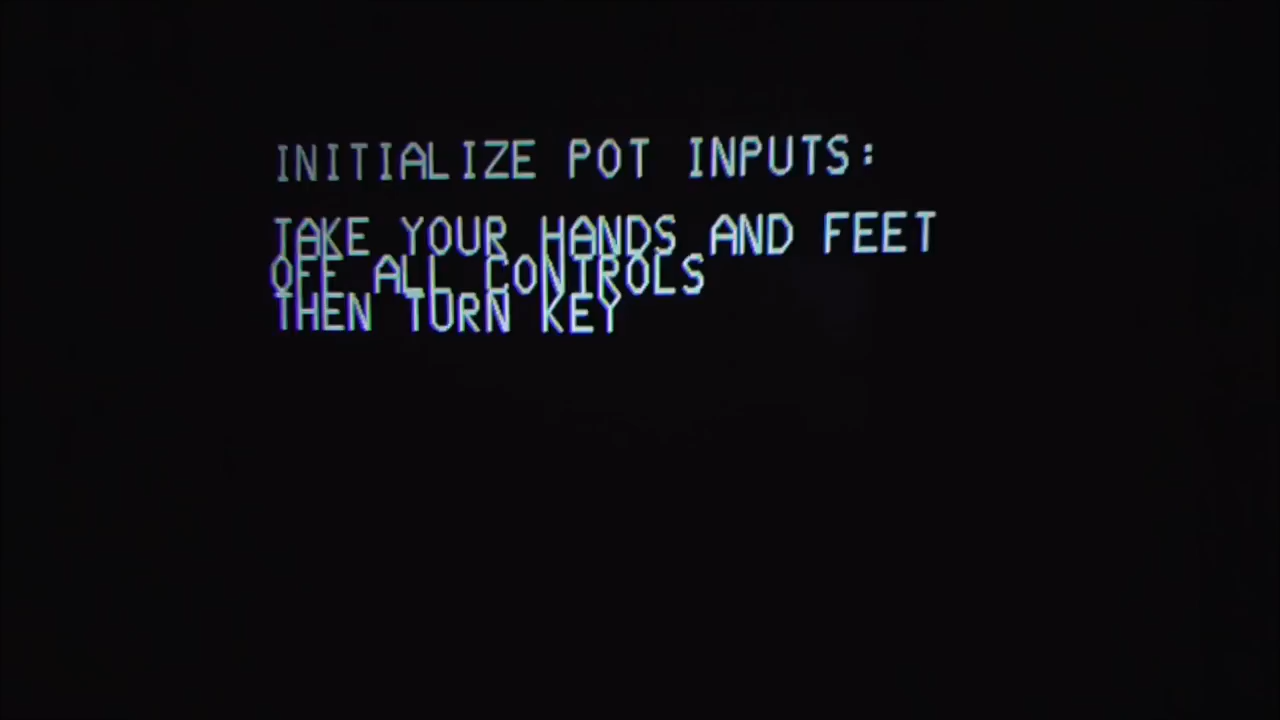 INITIALIZE POT INPUTS:
TAKE YOUR HANDS AND FEET
OFF ALL CONTROLS
THEN TURN KEY